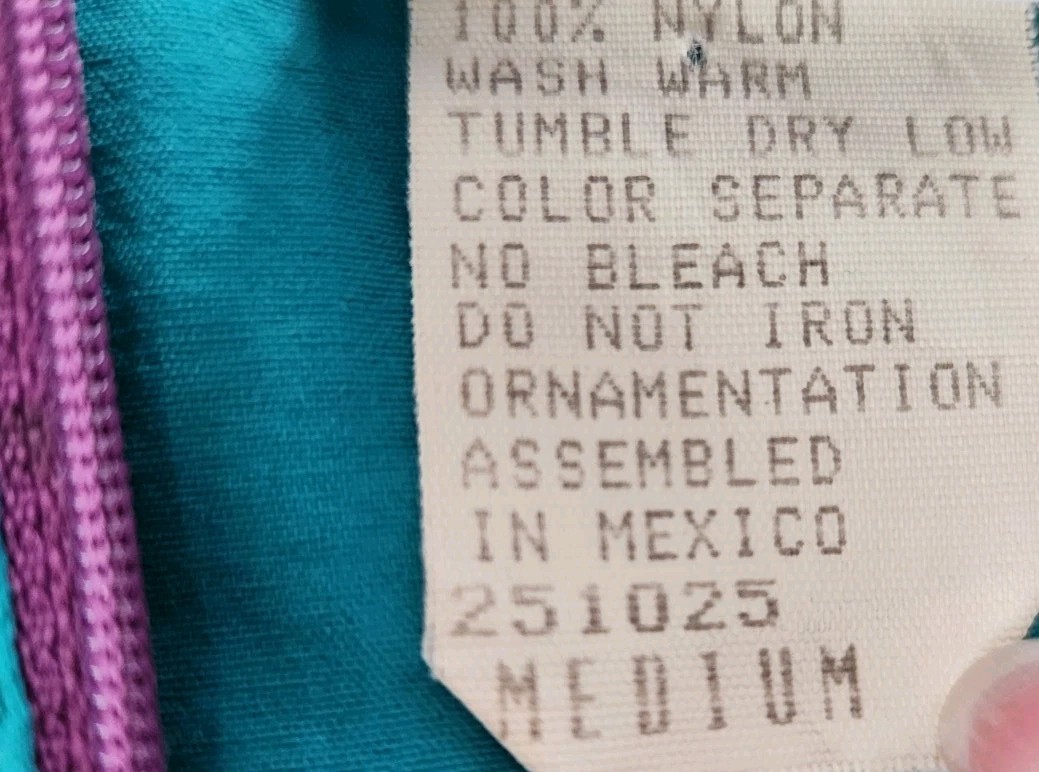 100% NYLON
WASH WARM
TUMBLE DRY LOW
COLOR SEPARATE
NO BLEACH
DO NOT IRON
ORNAMENTATION
ASSEMBLED
IN MEXICO
251025
MEDIUM